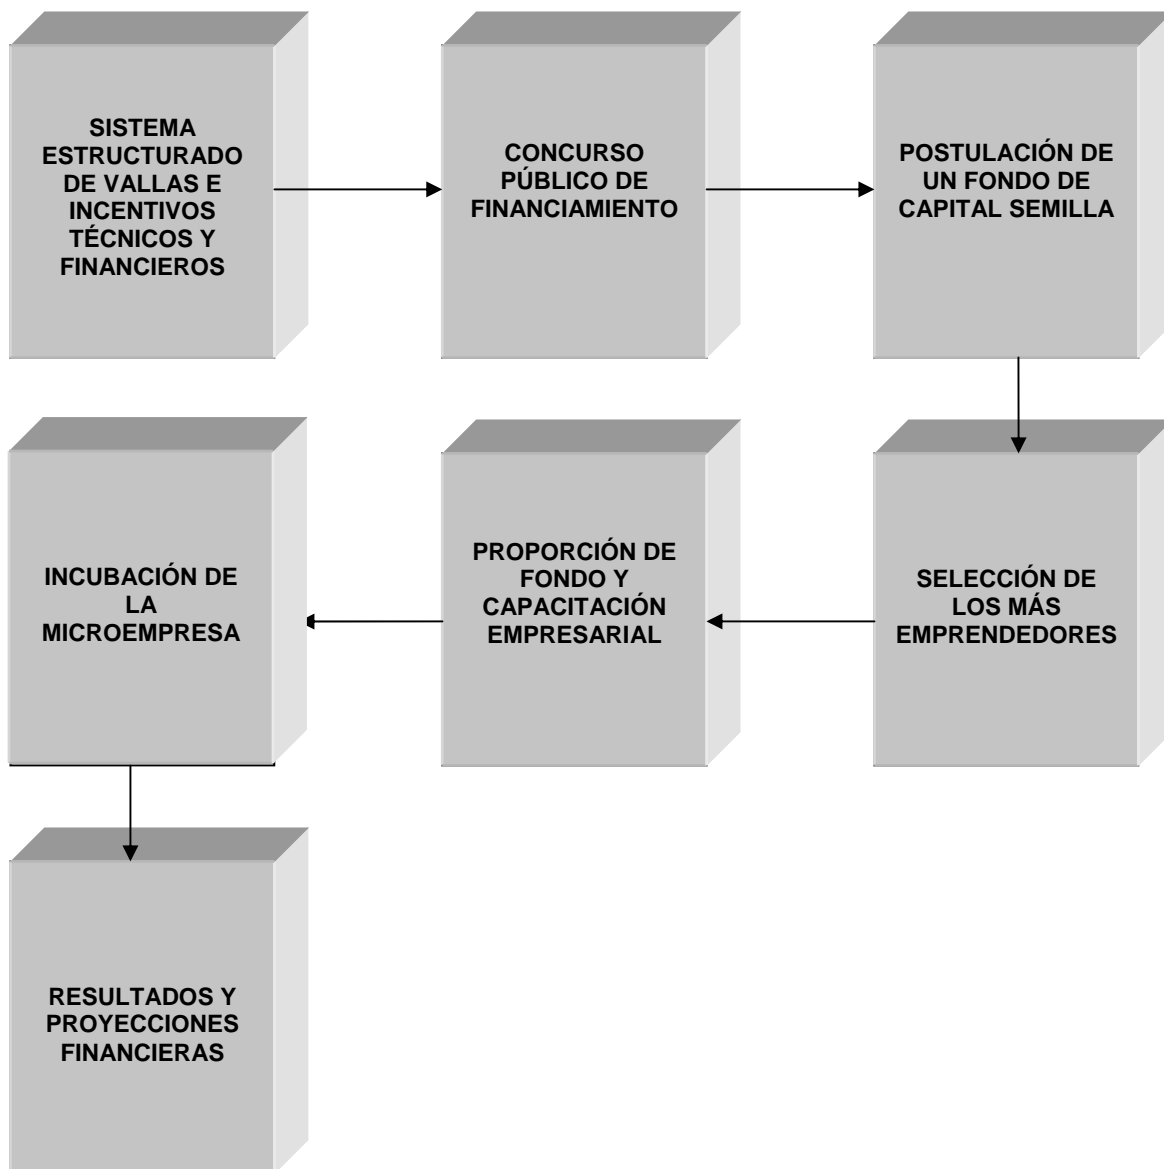 SISTEMA
ESTRUCTURADO
DE VALLAS E
INCENTIVOS
TÉCNICOS Y
FINANCIEROS
CONCURSO
PÚBLICO DE
FINANCIAMIENTO
POSTULACIÓN DE
UN FONDO DE
CAPITAL SEMILLA
SELECCIÓN DE
LOS MÁS
EMPRENDEDORES
PROPORCIÓN DE
FONDO Y
CAPACITACIÓN
EMPRESARIAL
INCUBACIÓN DE
LA
MICROEMPRESA
RESULTADOS Y
PROYECCIONES
FINANCIERAS